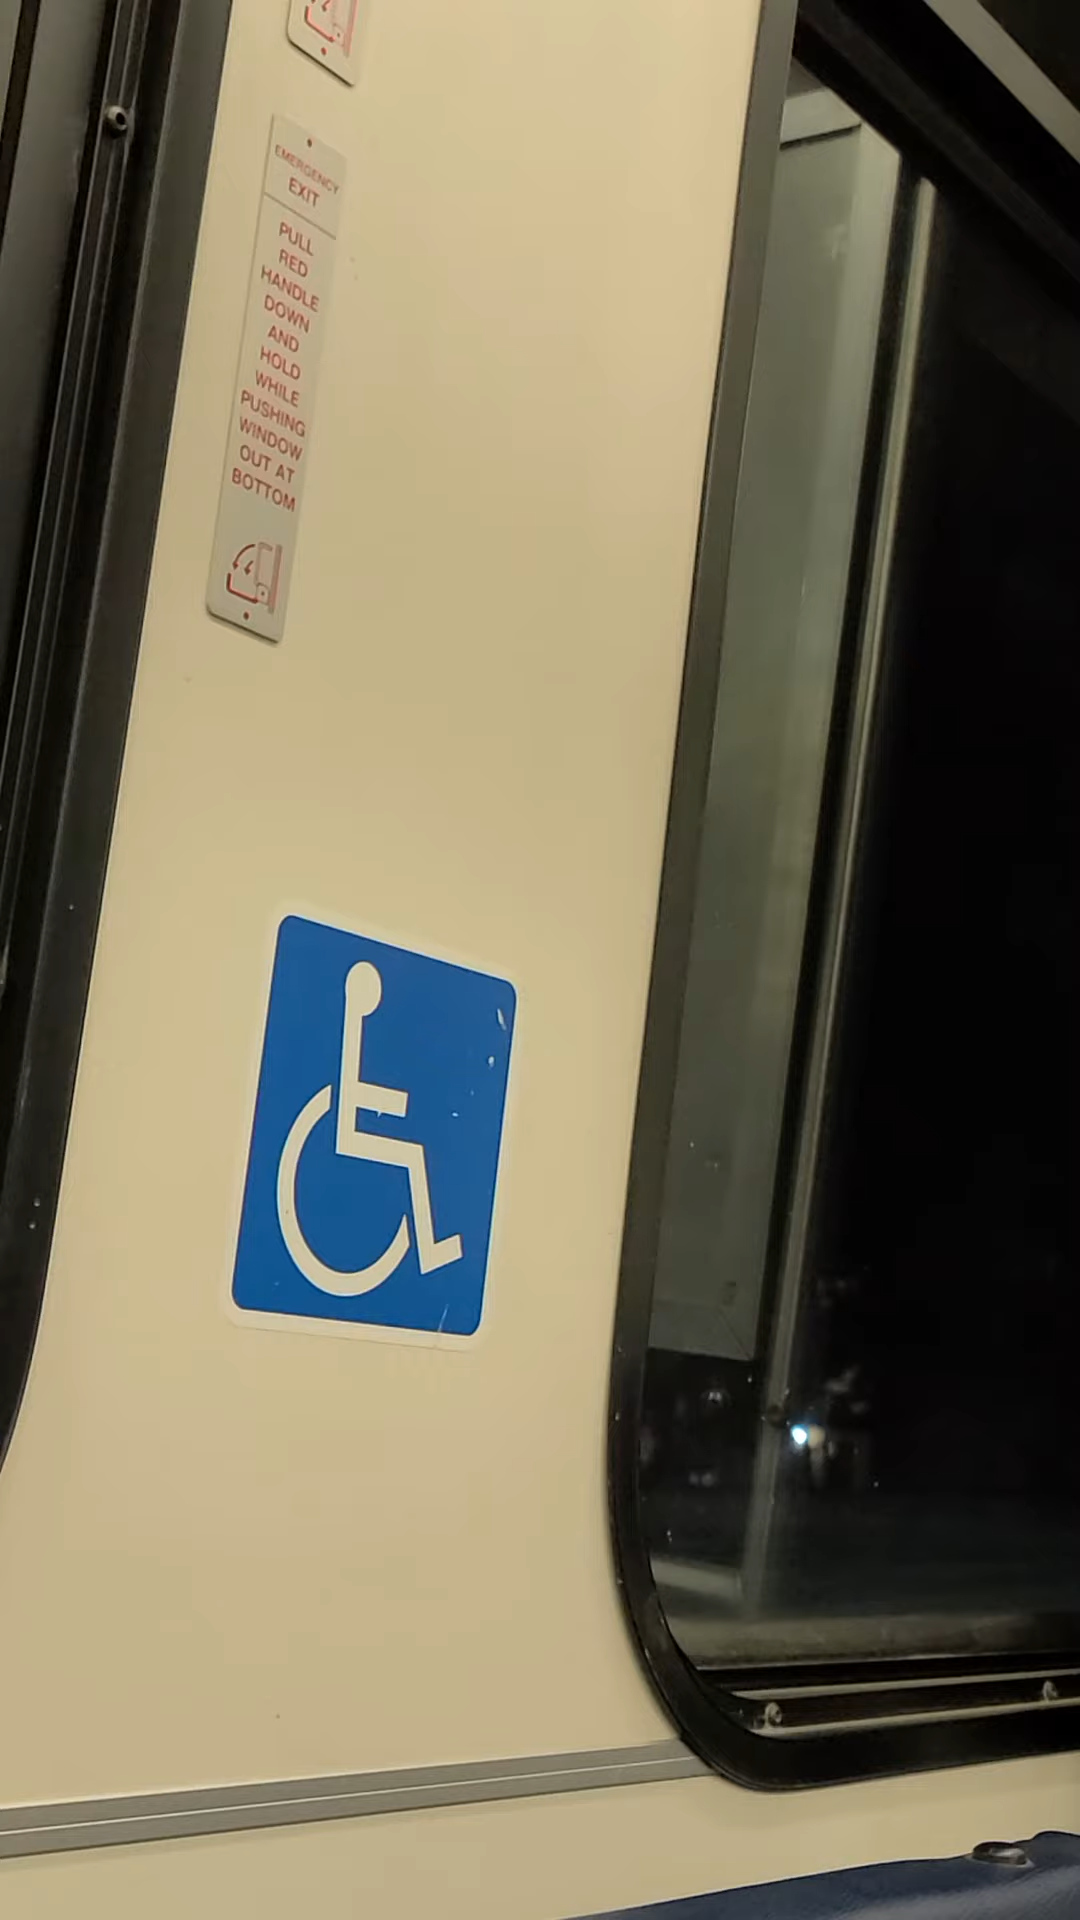 EMERGENCY
EXIT
PULL
RED
HANDLE
DOWN
AND
HOLD
WHILE
PUSHING
WINDOW
OUT AT
BOTTOM